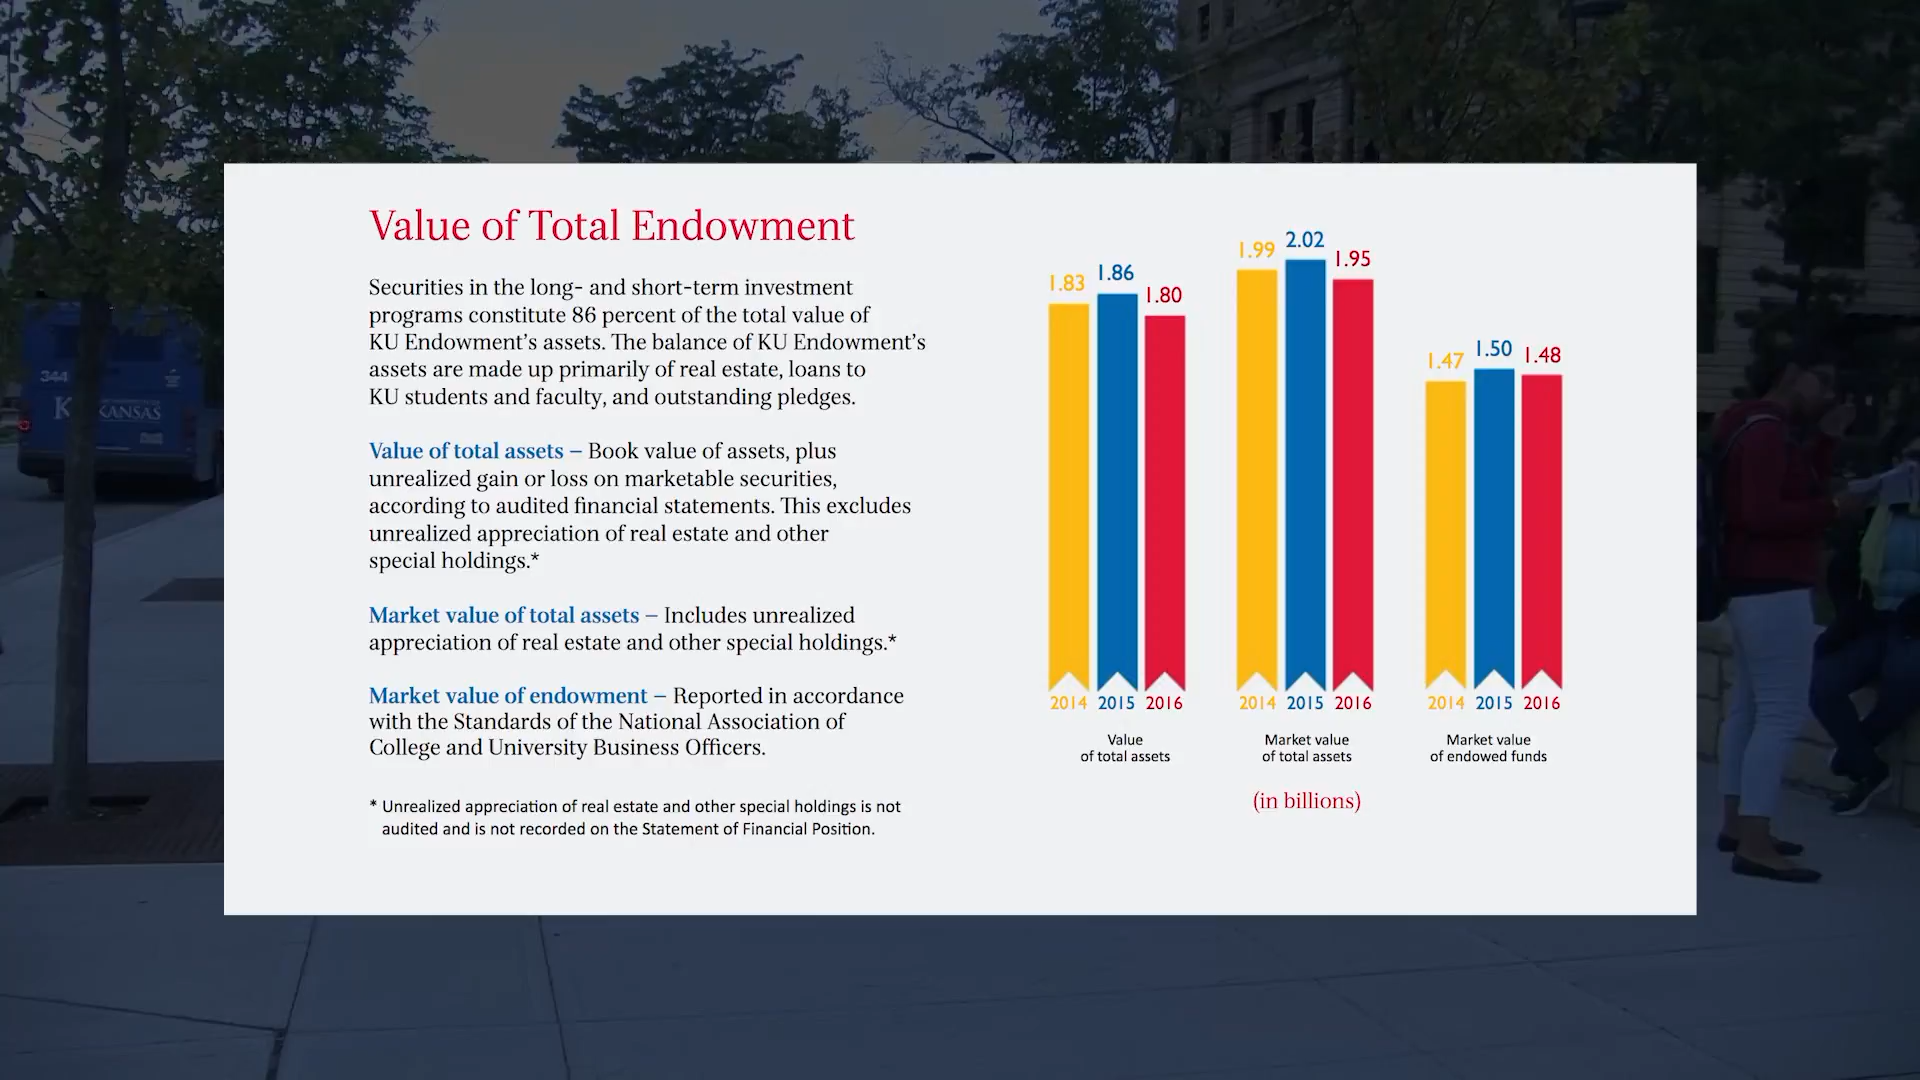 Value of Total Endowment
Securities in the long- and short-term investment
programs constitute 86 percent of the total value of
KU Endowment's assets. The balance of KU Endowment's
assets are made up primarily of real estate, loans to
KU students and faculty, and outstanding pledges.
Value of total assets – Book value of assets, plus
unrealized gain or loss on marketable securities,
according to audited financial statements. This excludes
unrealized appreciation of real estate and other
special holdings.*
Market value of total assets – Includes unrealized
appreciation of real estate and other special holdings.*
Market value of endowment – Reported in accordance
with the Standards of the National Association of
College and University Business Officers.
* Unrealized appreciation of real estate and other special holdings is not
audited and is not recorded on the Statement of Financial Position.
1.83 1.86 1.80
2014 2015 2016
Value
of total assets
1.99 2.02 1.95
2014 2015 2016
Market value
of total assets
1.47 1.50 1.48
2014 2015 2016
Market value
of endowed funds
(in billions)
344
KANSAS